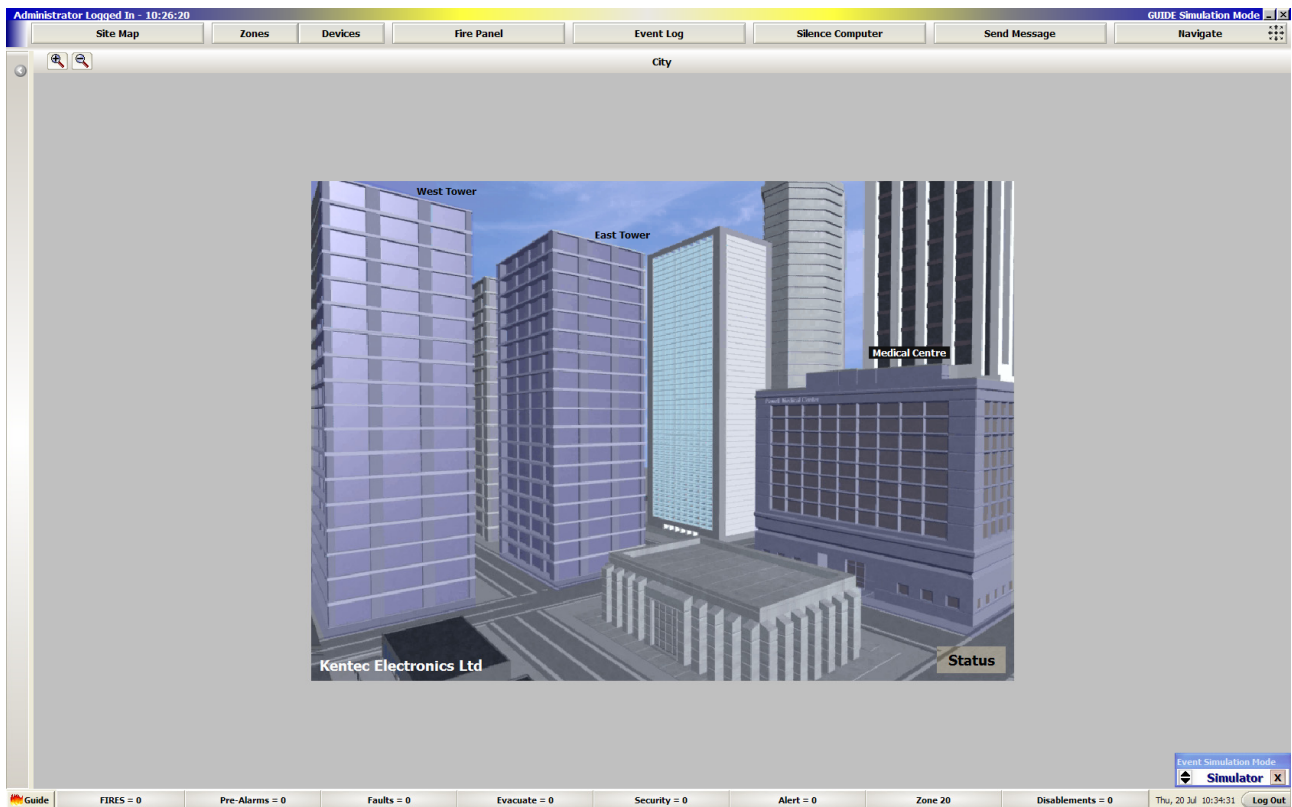 Administrator Logged In - 10:26:20
GUIDE Simulation Mode
Site Map
Zones
Devices
Fire Panel
Event Log
Silence Computer
Send Message
Navigate
City
West Tower
East Tower
Medical Centre
Powell Medical Center
Kentec Electronics Ltd
Status
Event Simulation Mode
Simulator X
Guide
FIRES = 0
Pre-Alarms = 0
Faults = 0
Evacuate = 0
Security = 0
Alert = 0
Zone 20
Disablements = 0
Thu, 20 Jul 10:34:31
Log Out